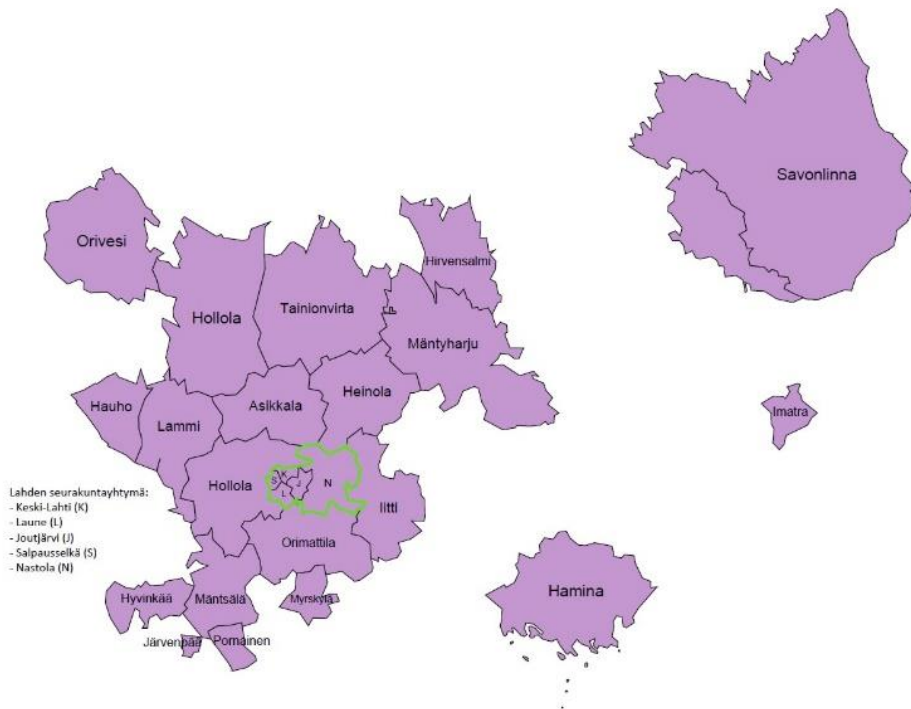 Savonlinna
Orivesi
Hirvensalmi
Hollola
Tainionvirta
Mäntyharju
Hauho
Lammi
Asikkala
Heinola
Imatra
Hollola
S
K
J
L
N
Iitti
Lahden seurakuntayhtymä:
- Keski-Lahti (K)
- Laune (L)
- Joutjärvi (J)
- Salpausselkä (S)
- Nastola (N)
Orimattila
Hyvinkää
Mäntsälä
Myrskylä
Hamina
Järvenpää
Pornainen